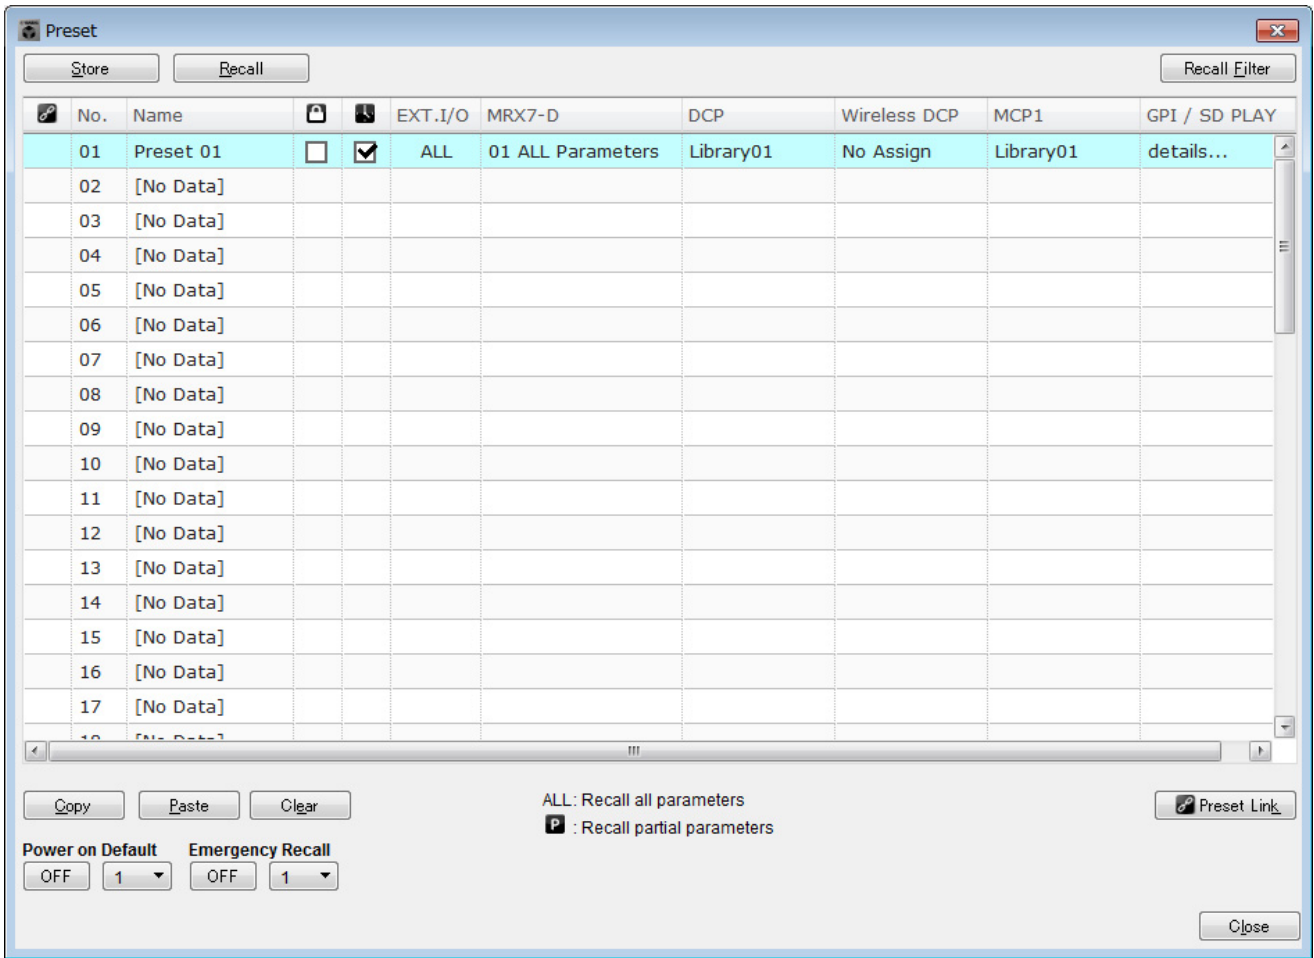 Preset
Store Recall Recall Filter
No. Name EXT.I/O MRX7-D DCP Wireless DCP MCP1 GPI / SD PLAY
01 Preset 01 ALL 01 ALL Parameters Library01 No Assign Library01 details...
02 [No Data]
03 [No Data]
04 [No Data]
05 [No Data]
06 [No Data]
07 [No Data]
08 [No Data]
09 [No Data]
10 [No Data]
11 [No Data]
12 [No Data]
13 [No Data]
14 [No Data]
15 [No Data]
16 [No Data]
17 [No Data]
Copy Paste Clear ALL: Recall all parameters Preset Link
P : Recall partial parameters
Power on Default Emergency Recall
OFF 1 OFF 1
Close